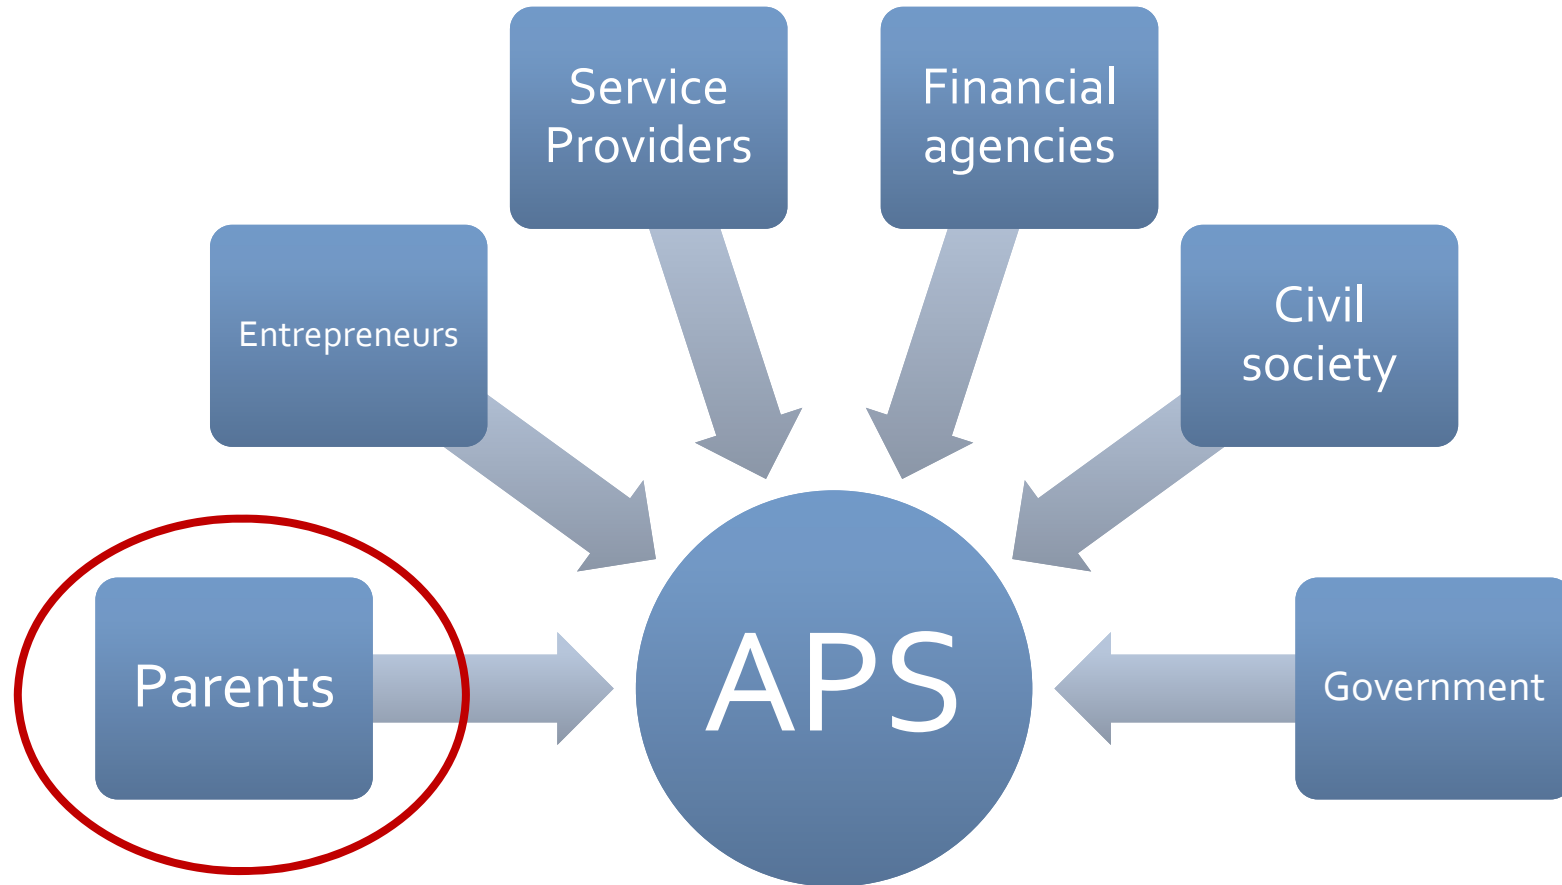 Service
Providers
Financial
agencies
Entrepreneurs
Civil
society
Parents
APS
Government